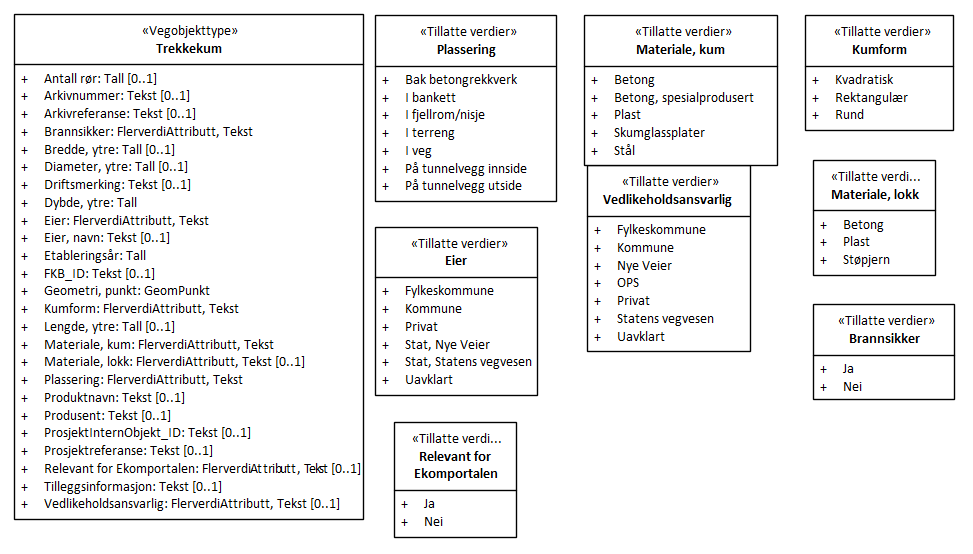 «Vegobjekttype»
Trekkekum
+ Antall rør: Tall [0..1]
+ Arkivnummer: Tekst [0..1]
+ Arkivreferanse: Tekst [0..1]
+ Brannsikker: FlerverdiAttributt, Tekst
+ Bredde, ytre: Tall [0..1]
+ Diameter, ytre: Tall [0..1]
+ Driftsmerking: Tekst [0..1]
+ Dybde, ytre: Tall
+ Eier: FlerverdiAttributt, Tekst
+ Eier, navn: Tekst [0..1]
+ Etableringsår: Tall
+ FKB_ID: Tekst [0..1]
+ Geometri, punkt: GeomPunkt
+ Kumform: FlerverdiAttributt, Tekst
+ Lengde, ytre: Tall [0..1]
+ Materiale, kum: FlerverdiAttributt, Tekst
+ Materiale, lokk: FlerverdiAttributt, Tekst [0..1]
+ Plassering: FlerverdiAttributt, Tekst
+ Produktnavn: Tekst [0..1]
+ Produsent: Tekst [0..1]
+ ProsjektInternObjekt_ID: Tekst [0..1]
+ Prosjektreferanse: Tekst [0..1]
+ Relevant for Ekomportalen: FlerverdiAttributt, Tekst [0..1]
+ Tilleggsinformasjon: Tekst [0..1]
+ Vedlikeholdsansvarlig: FlerverdiAttributt, Tekst [0..1]
«Tillatte verdier»
Plassering
+ Bak betongrekkverk
+ I bankett
+ I fjellrom/nisje
+ I terreng
+ I veg
+ På tunnelvegg innside
+ På tunnelvegg utside
«Tillatte verdier»
Eier
+ Fylkeskommune
+ Kommune
+ Privat
+ Stat, Nye Veier
+ Stat, Statens vegvesen
+ Uavklart
«Tillatte verdi...
Relevant for
Ekomportalen
+ Ja
+ Nei
«Tillatte verdier»
Materiale, kum
+ Betong
+ Betong, spesialprodusert
+ Plast
+ Skumglassplater
+ Stål
«Tillatte verdier»
Vedlikeholdsansvarlig
+ Fylkeskommune
+ Kommune
+ Nye Veier
+ OPS
+ Privat
+ Statens vegvesen
+ Uavklart
«Tillatte verdier»
Kumform
+ Kvadratisk
+ Rektangulær
+ Rund
«Tillatte verdi...
Materiale, lokk
+ Betong
+ Plast
+ Støpjern
«Tillatte verdier»
Brannsikker
+ Ja
+ Nei